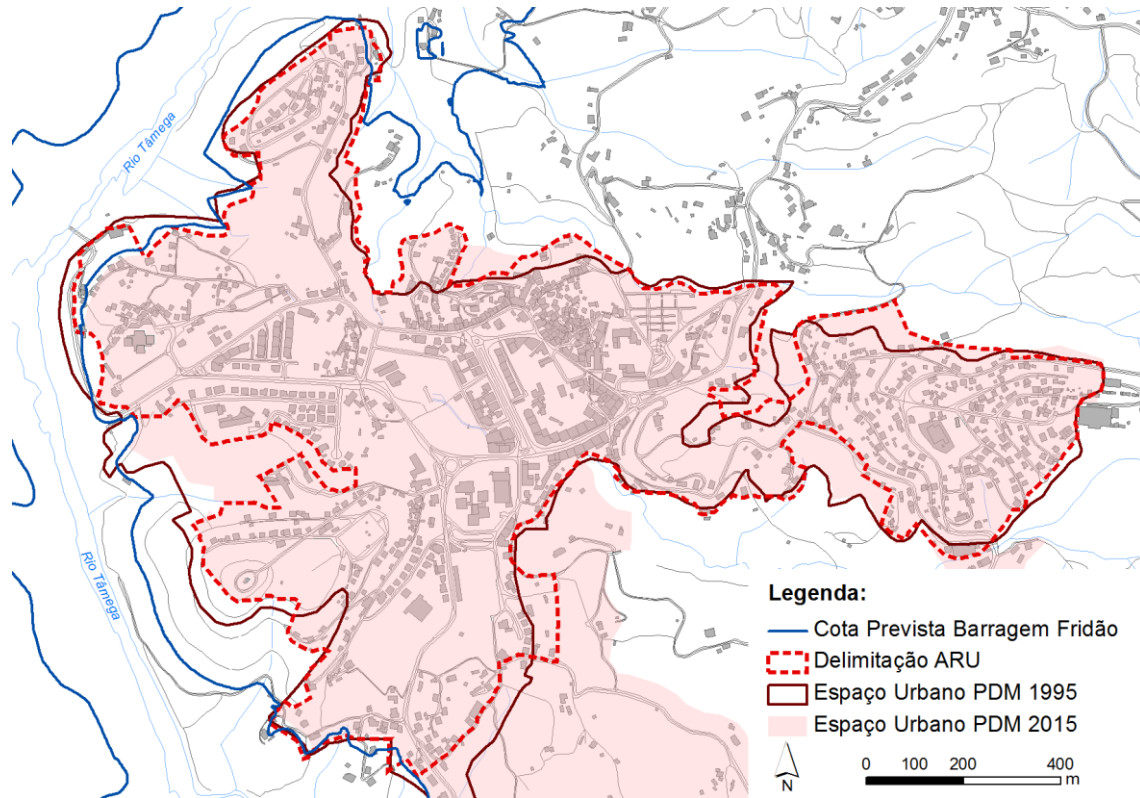 Rio Tâmega
Rio Tâmega
Legenda:
Cota Prevista Barragem Fridão
Delimitação ARU
Espaço Urbano PDM 1995
Espaço Urbano PDM 2015
N
0 100 200 400
m